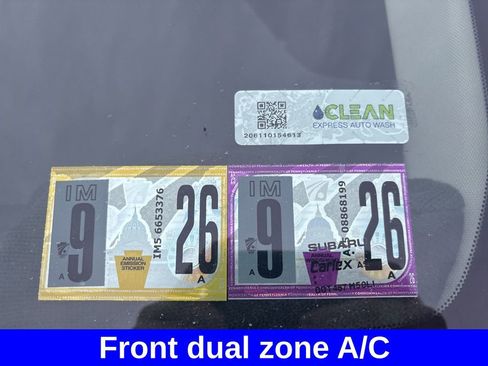 CLEAN
EXPRESS AUTO WASH
206110154613
IM
9
26
IM5 6653376
A
ANNUAL
EMISSION
STICKER
A
IM
9
26
08868199
A
SUBARU
ANNUAL
A
Front dual zone A/C